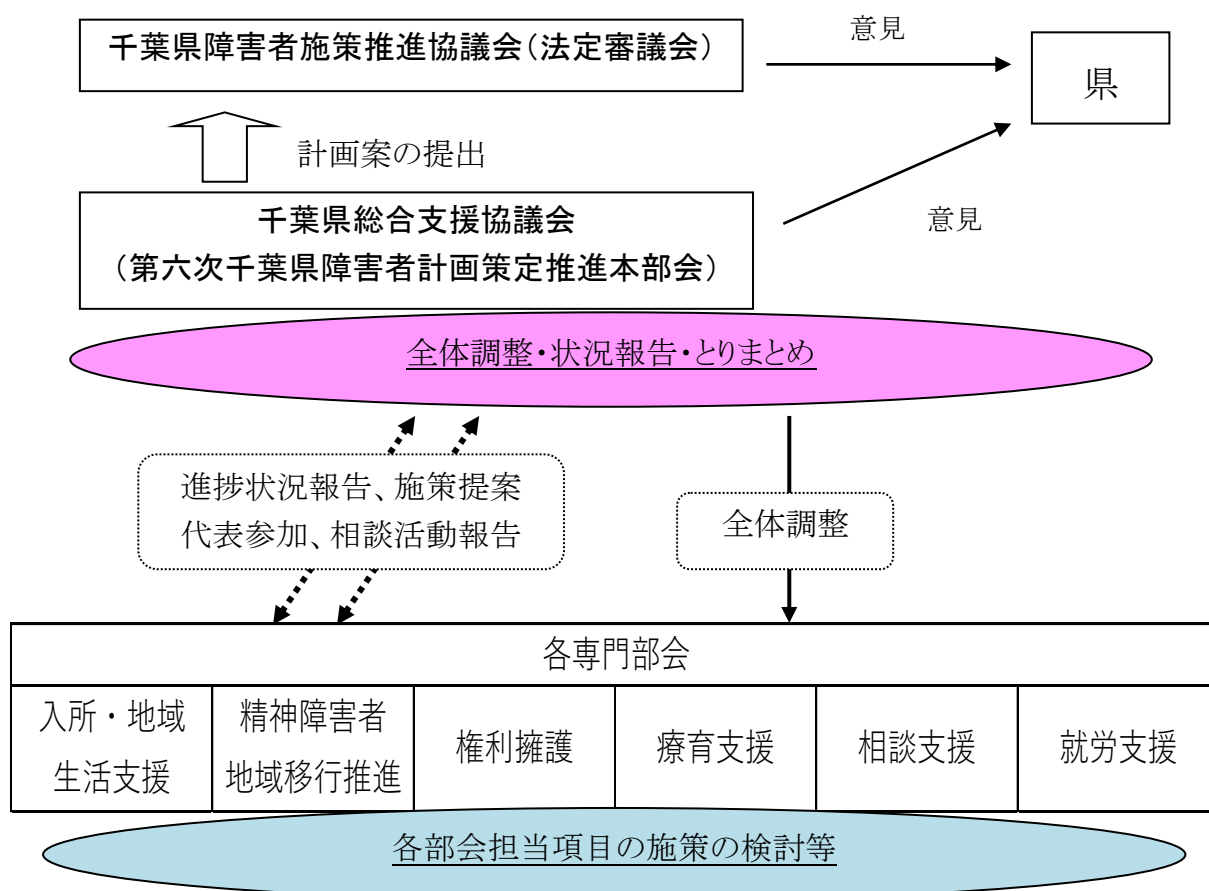 千葉県障害者施策推進協議会(法定審議会)
意見
県
計画案の提出
千葉県総合支援協議会
(第六次千葉県障害者計画策定推進本部会)
意見
全体調整・状況報告・とりまとめ
進捗状況報告、施策提案
代表参加、相談活動報告
全体調整
各専門部会
入所・地域
生活支援
精神障害者
地域移行推進
権利擁護
療育支援
相談支援
就労支援
各部会担当項目の施策の検討等